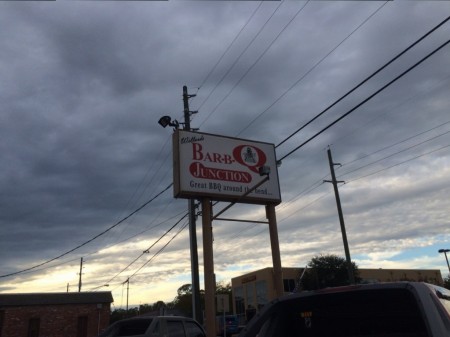 BAR-B-Q
JUNCTION
Great BBQ around the bend...